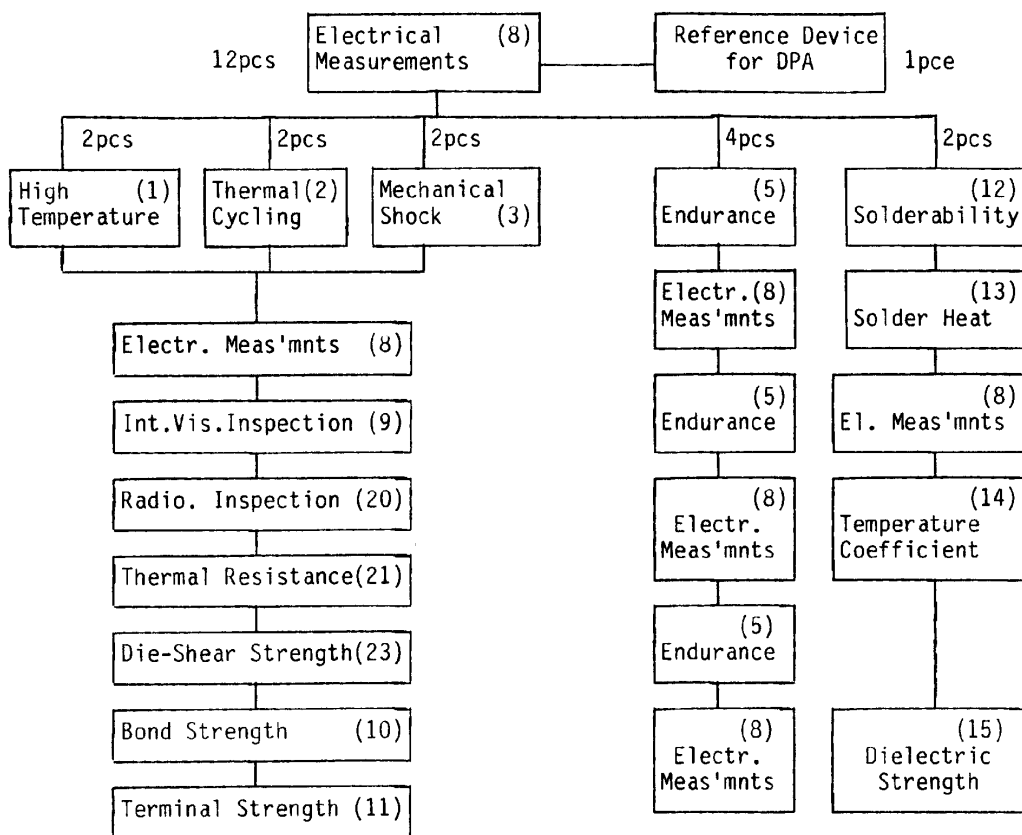 12pcs
Electrical (8)
Measurements
Reference Device
for DPA
1pce
2pcs
2pcs
2pcs
4pcs
2pcs
High (1)
Temperature
Thermal(2)
Cycling
Mechanical
Shock (3)
(5)
Endurance
(12)
Solderability
Electr.(8)
Meas'mnts
(13)
Solder Heat
Electr. Meas'mnts (8)
(5)
Endurance
(8)
El. Meas'mnts
Int.Vis.Inspection (9)
Radio. Inspection (20)
(8)
Electr.
Meas'mnts
(14)
Temperature
Coefficient
Thermal Resistance(21)
Die-Shear Strength(23)
(5)
Endurance
Bond Strength (10)
(8)
Electr.
Meas'mnts
(15)
Dielectric
Strength
Terminal Strength (11)